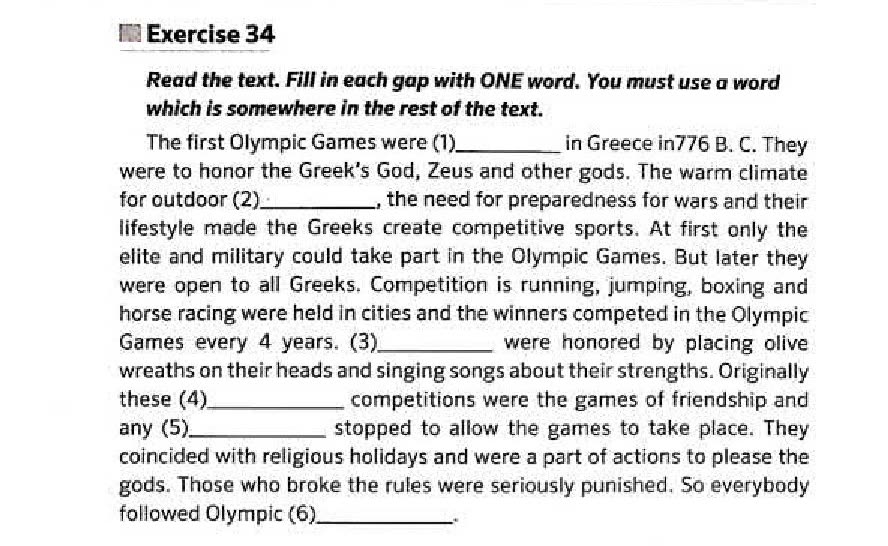 Exercise 34
Read the text. Fill in each gap with ONE word. You must use a word
which is somewhere in the rest of the text.
The first Olympic Games were (1)__________ in Greece in776 B. C. They
were to honor the Greek's God, Zeus and other gods. The warm climate
for outdoor (2)__________, the need for preparedness for wars and their
lifestyle made the Greeks create competitive sports. At first only the
elite and military could take part in the Olympic Games. But later they
were open to all Greeks. Competition is running, jumping, boxing and
horse racing were held in cities and the winners competed in the Olympic
Games every 4 years. (3)__________ were honored by placing olive
wreaths on their heads and singing songs about their strengths. Originally
these (4)____________ competitions were the games of friendship and
any (5)____________ stopped to allow the games to take place. They
coincided with religious holidays and were a part of actions to please the
gods. Those who broke the rules were seriously punished. So everybody
followed Olympic (6)____________.